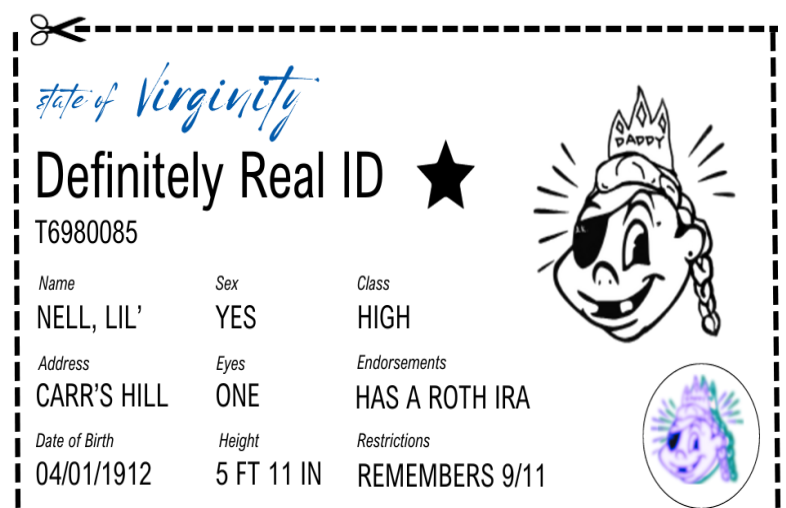 state of Virginity
Definitely Real ID
T6980085
DADDY
Name Sex Class
NELL, LIL' YES HIGH
Address Eyes Endorsements
CARR'S HILL ONE HAS A ROTH IRA
Date of Birth Height Restrictions
04/01/1912 5 FT 11 IN REMEMBERS 9/11